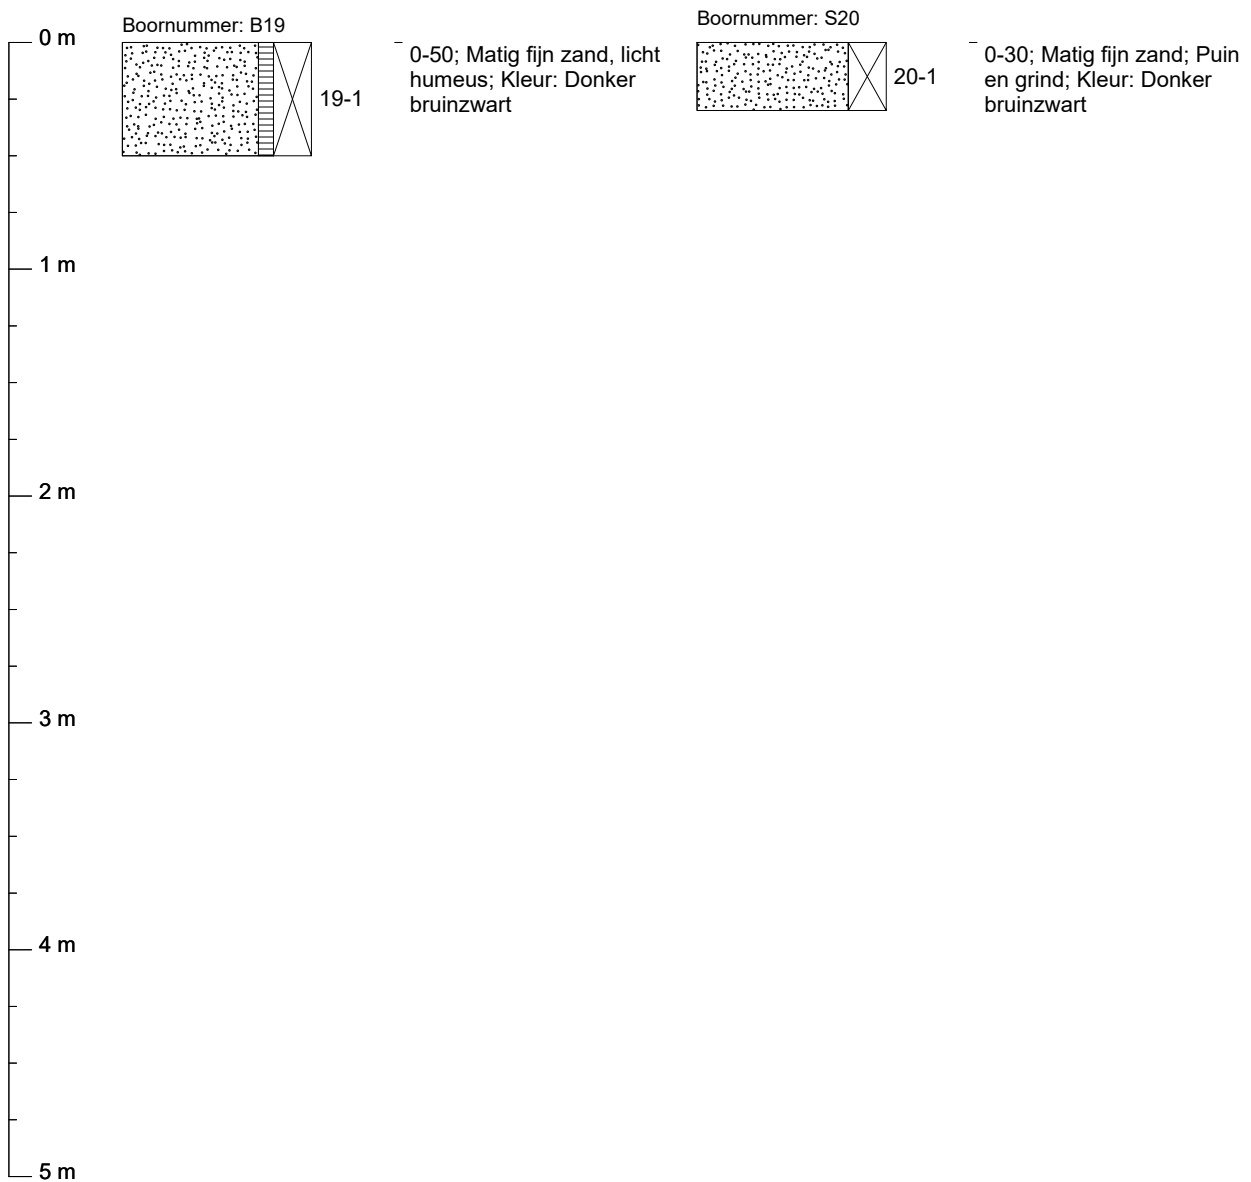 Boornummer: B19
0-50; Matig fijn zand, licht
humeus; Kleur: Donker
bruinzwart
19-1
Boornummer: S20
0-30; Matig fijn zand; Puin
en grind; Kleur: Donker
bruinzwart
20-1
0 m
1 m
2 m
3 m
4 m
5 m